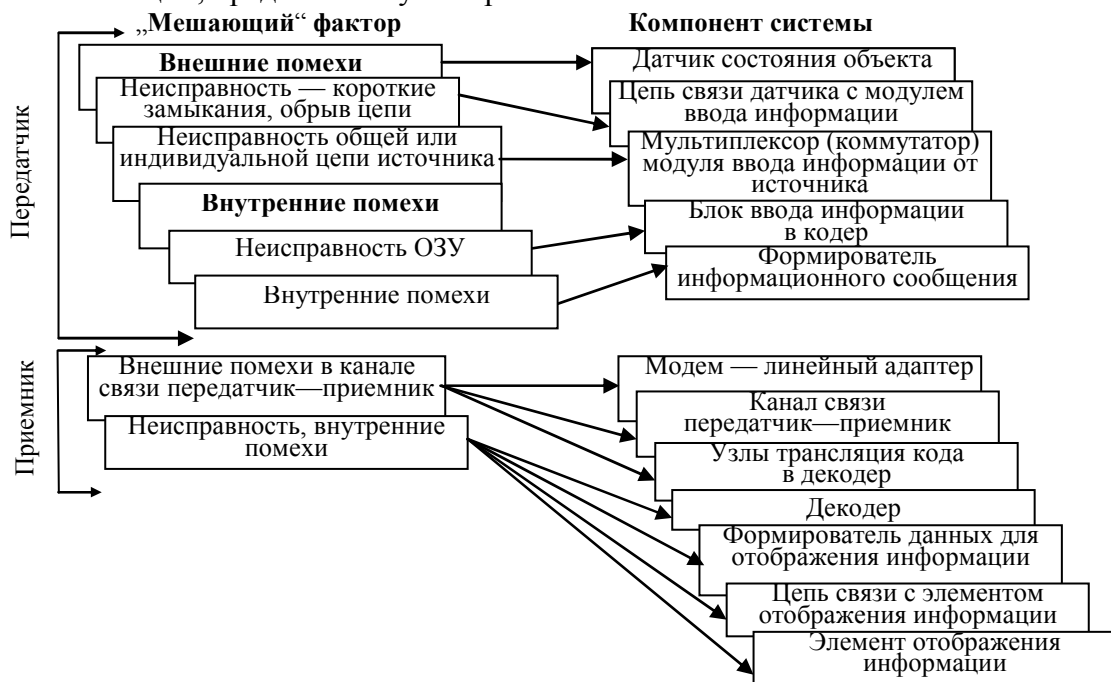 „Мешающий“ фактор
Компонент системы
Передатчик
Внешние помехи
Неисправность — короткие
замыкания, обрыв цепи
Неисправность общей или
индивидуальной цепи источника
Внутренние помехи
Неисправность ОЗУ
Внутренние помехи
Датчик состояния объекта
Цепь связи датчика с модулем
ввода информации
Мультиплексор (коммутатор)
модуля ввода информации от
источника
Блок ввода информации
в кодер
Формирователь
информационного сообщения
Приемник
Внешние помехи в канале
связи передатчик—приемник
Неисправность, внутренние
помехи
Модем — линейный адаптер
Канал связи
передатчик—приемник
Узлы трансляция кода
в декодер
Декодер
Формирователь данных для
отображения информации
Цепь связи с элементом
отображения информации
Элемент отображения
информации